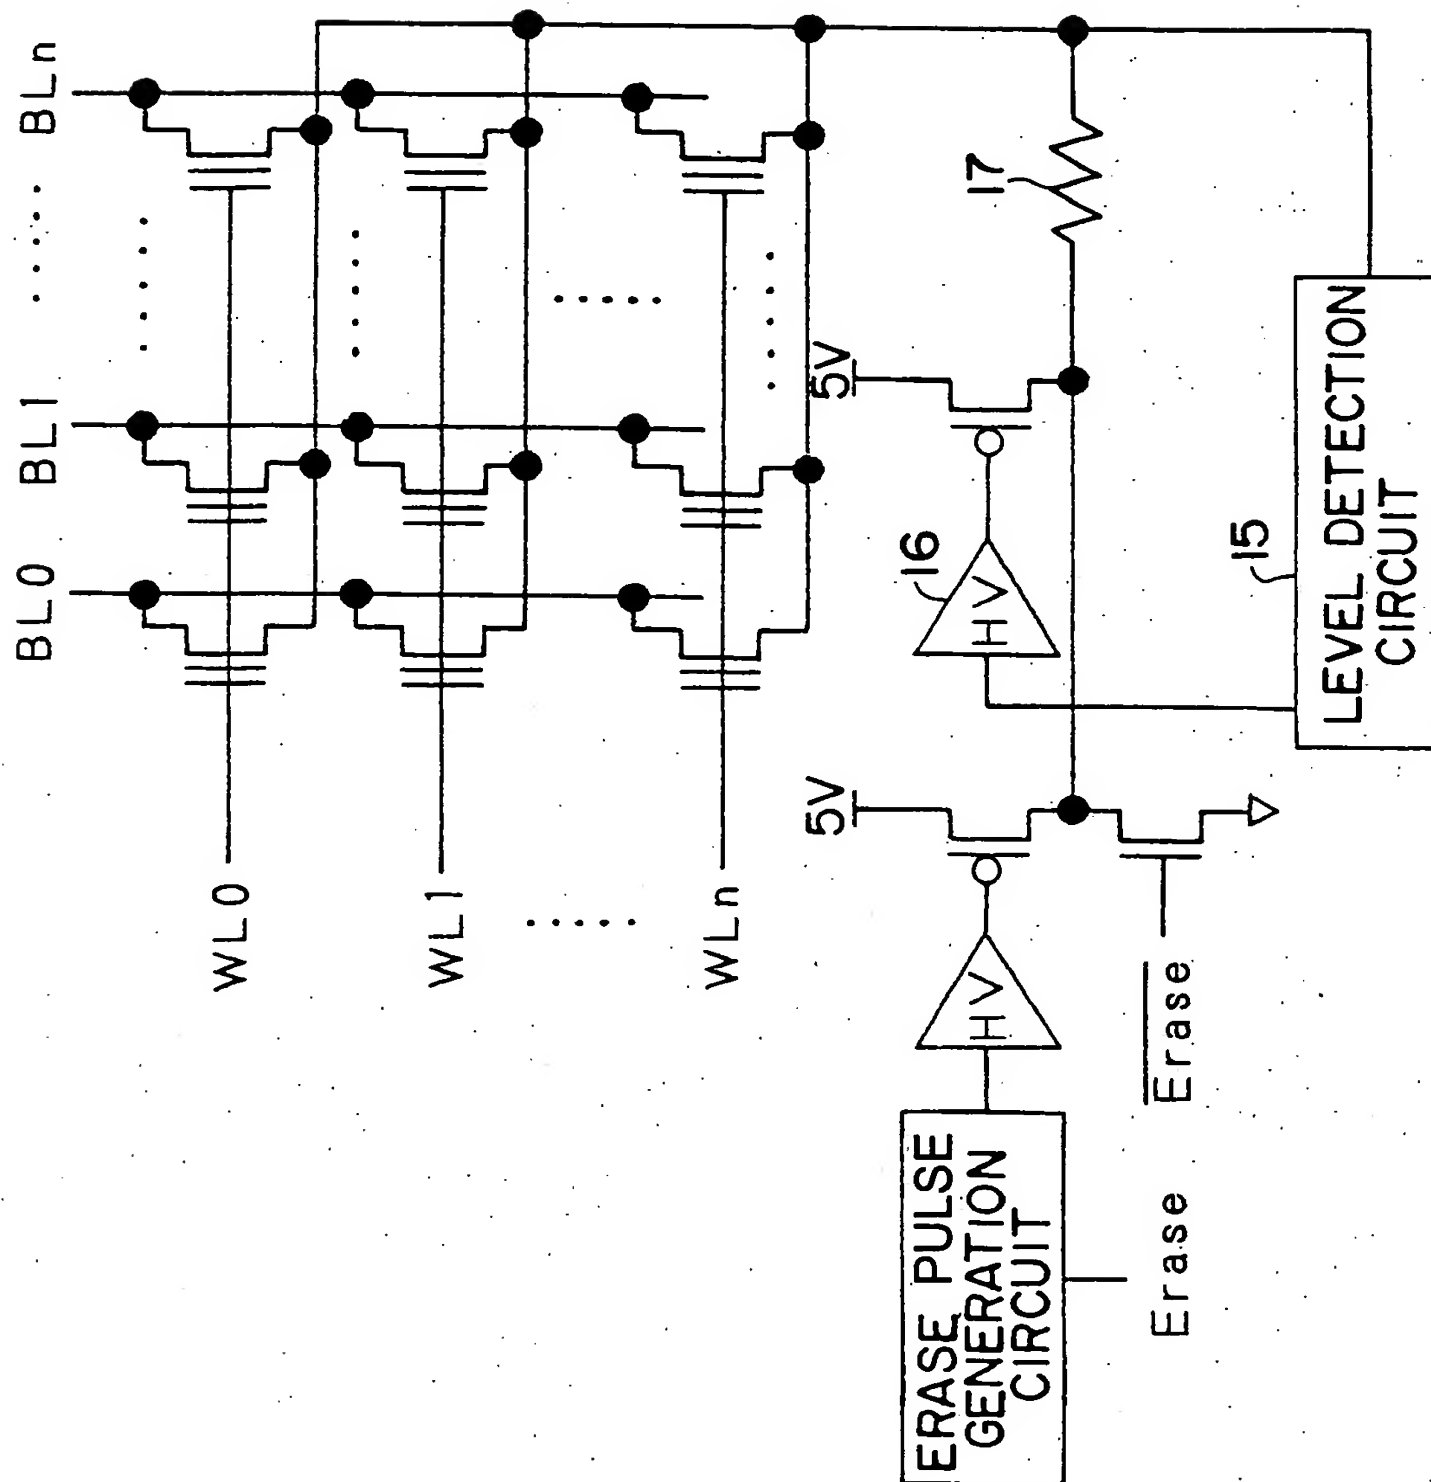 BL0
BL1
.....
BLn
WL0
WL1
.....
WLn
5V
5V
HV
HV
16
17
15
LEVEL DETECTION
CIRCUIT
ERASE PULSE
GENERATION
CIRCUIT
Erase
Erase